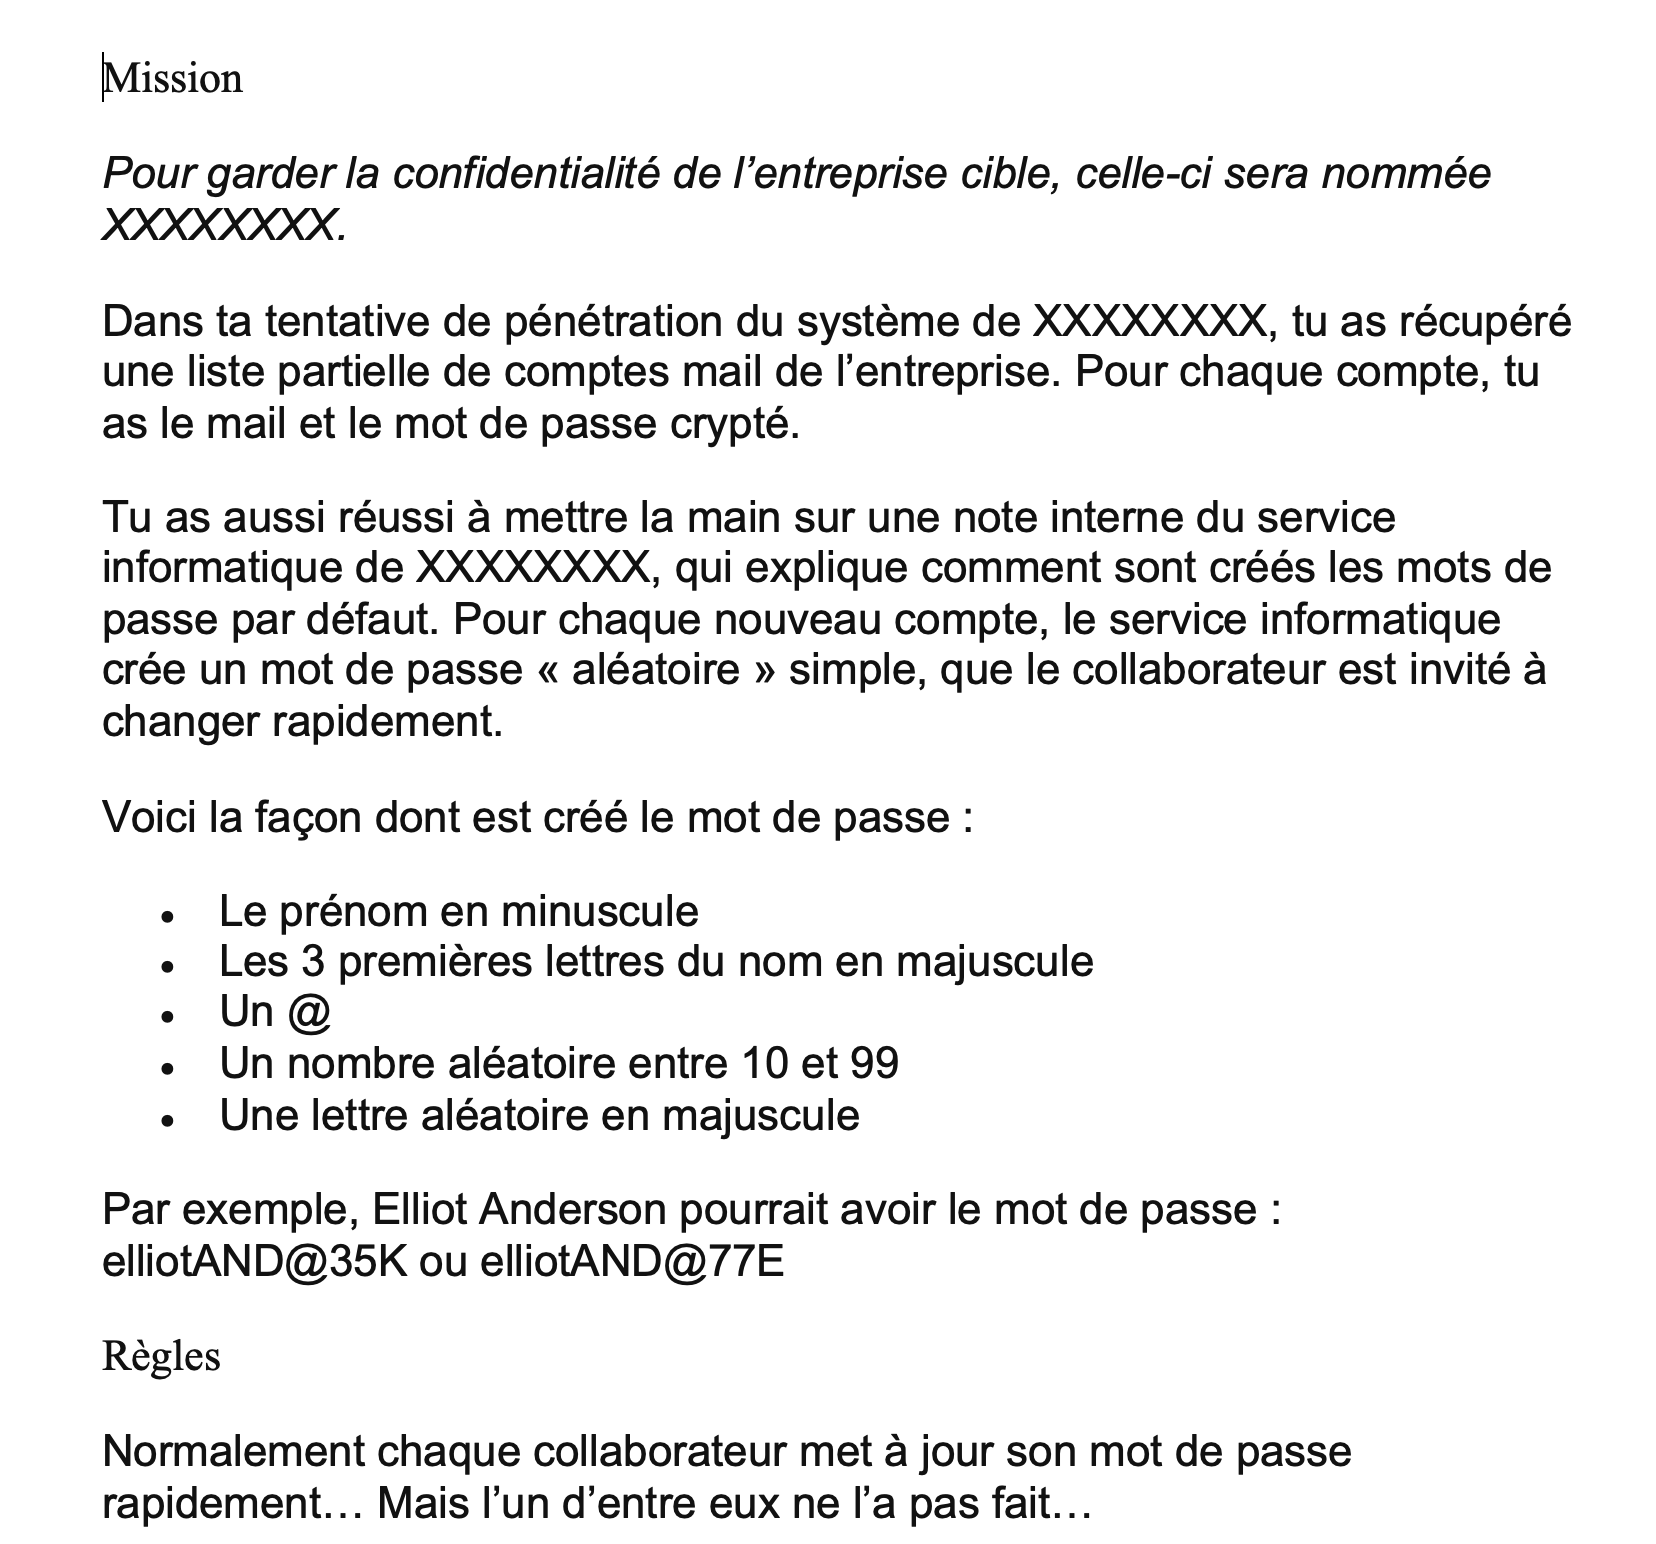 Mission
Pour garder la confidentialité de l’entreprise cible, celle-ci sera nommée
XXXXXXXX.
Dans ta tentative de pénétration du système de XXXXXXXX, tu as récupéré
une liste partielle de comptes mail de l’entreprise. Pour chaque compte, tu
as le mail et le mot de passe crypté.
Tu as aussi réussi à mettre la main sur une note interne du service
informatique de XXXXXXXX, qui explique comment sont créés les mots de
passe par défaut. Pour chaque nouveau compte, le service informatique
crée un mot de passe « aléatoire » simple, que le collaborateur est invité à
changer rapidement.
Voici la façon dont est créé le mot de passe :
• Le prénom en minuscule
• Les 3 premières lettres du nom en majuscule
• Un @
• Un nombre aléatoire entre 10 et 99
• Une lettre aléatoire en majuscule
Par exemple, Elliot Anderson pourrait avoir le mot de passe :
elliotAND@35K ou elliotAND@77E
Règles
Normalement chaque collaborateur met à jour son mot de passe
rapidement… Mais l’un d’entre eux ne l’a pas fait…